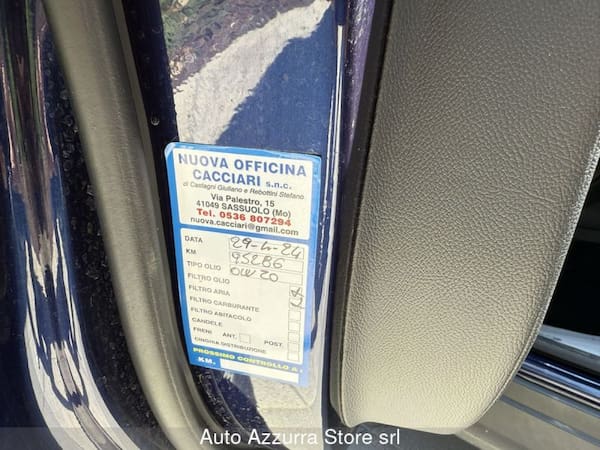 NUOVA OFFICINA
CACCIARI s.n.c.
di Castagni Giuliano e Rebottini Stefano
Via Palestro, 15
41049 SASSUOLO (Mo)
Tel. 0536 807294
nuova.cacciari@gmail.com
DATA 29-4-24
KM 95286
TIPO OLIO 0W20
FILTRO OLIO
FILTRO ARIA
FILTRO CARBURANTE
FILTRO ABITACOLO
CANDELE
FRENI ANT. POST.
CINGHIA DISTRIBUZIONE
PROSSIMO CONTROLLO A
KM.
Auto Azzurra Store srl